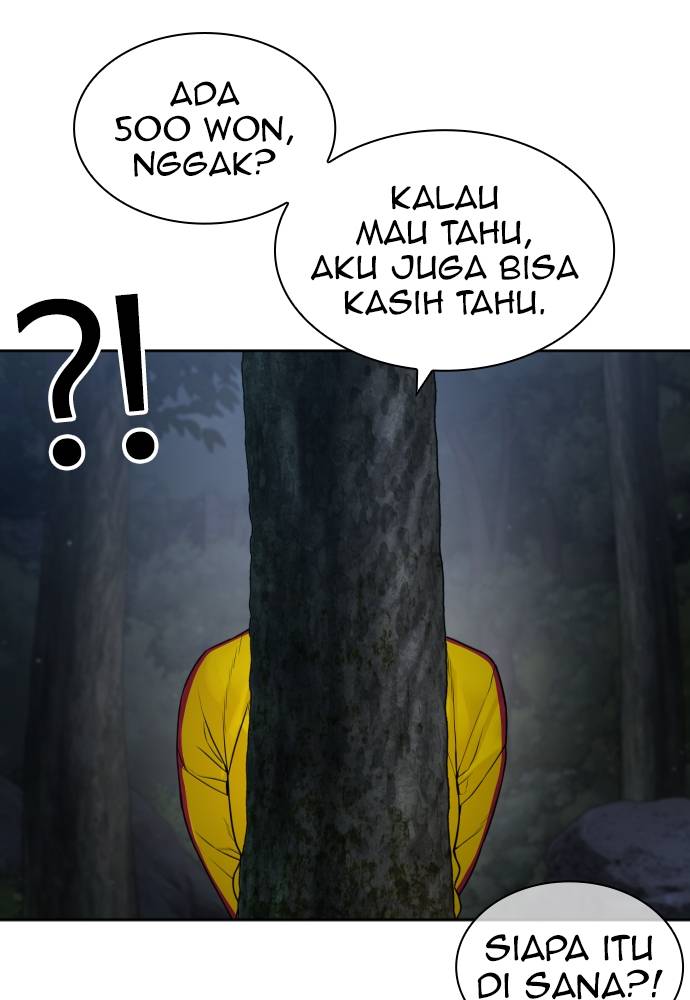 ADA
500 WON,
NGGAK?
KALAU
MAU TAHU,
AKU JUGA BISA
KASIH TAHU.
?!
SIAPA ITU
DI SANA?!